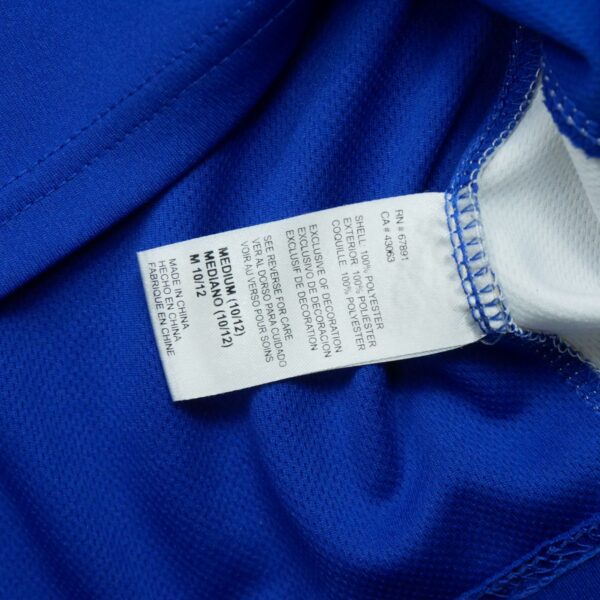 RN # 67891
CA # 43063
SHELL: 100% POLYESTER
EXTERIOR: 100% POLIÉSTER
COQUILLE: 100% POLYESTER
EXCLUSIVE OF DECORATION
EXCLUSIVO DE DECORACION
EXCLUSIF DE DECORATION
MEDIUM (10/12)
MEDIANO (10/12)
M 10/12
SEE REVERSE FOR CARE
VER AL DORSO PARA CUIDADO
VOIR AU VERSO POUR SOINS
MADE IN CHINA
HECHO EN CHINA
FABRIQUE EN CHINE